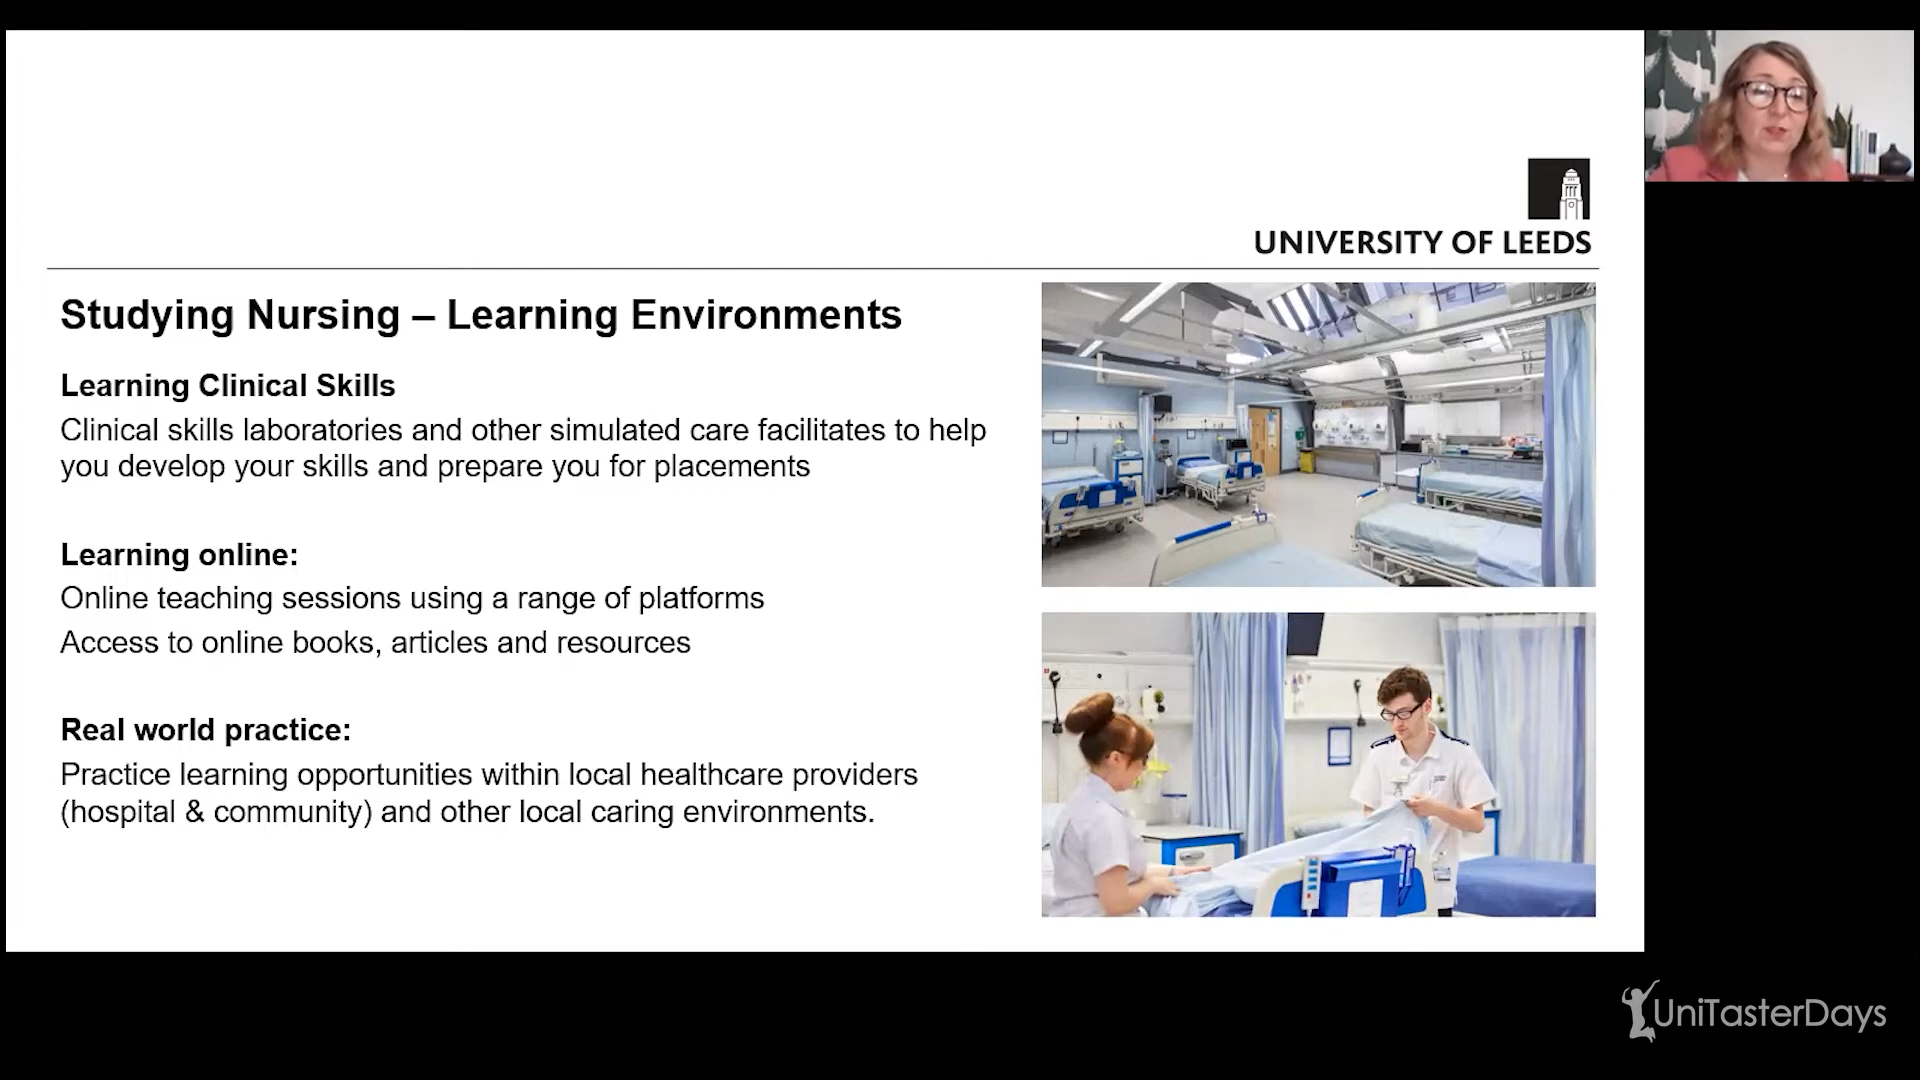 UNIVERSITY OF LEEDS
Studying Nursing – Learning Environments
Learning Clinical Skills
Clinical skills laboratories and other simulated care facilitates to help
you develop your skills and prepare you for placements
Learning online:
Online teaching sessions using a range of platforms
Access to online books, articles and resources
Real world practice:
Practice learning opportunities within local healthcare providers
(hospital & community) and other local caring environments.
UniTasterDays